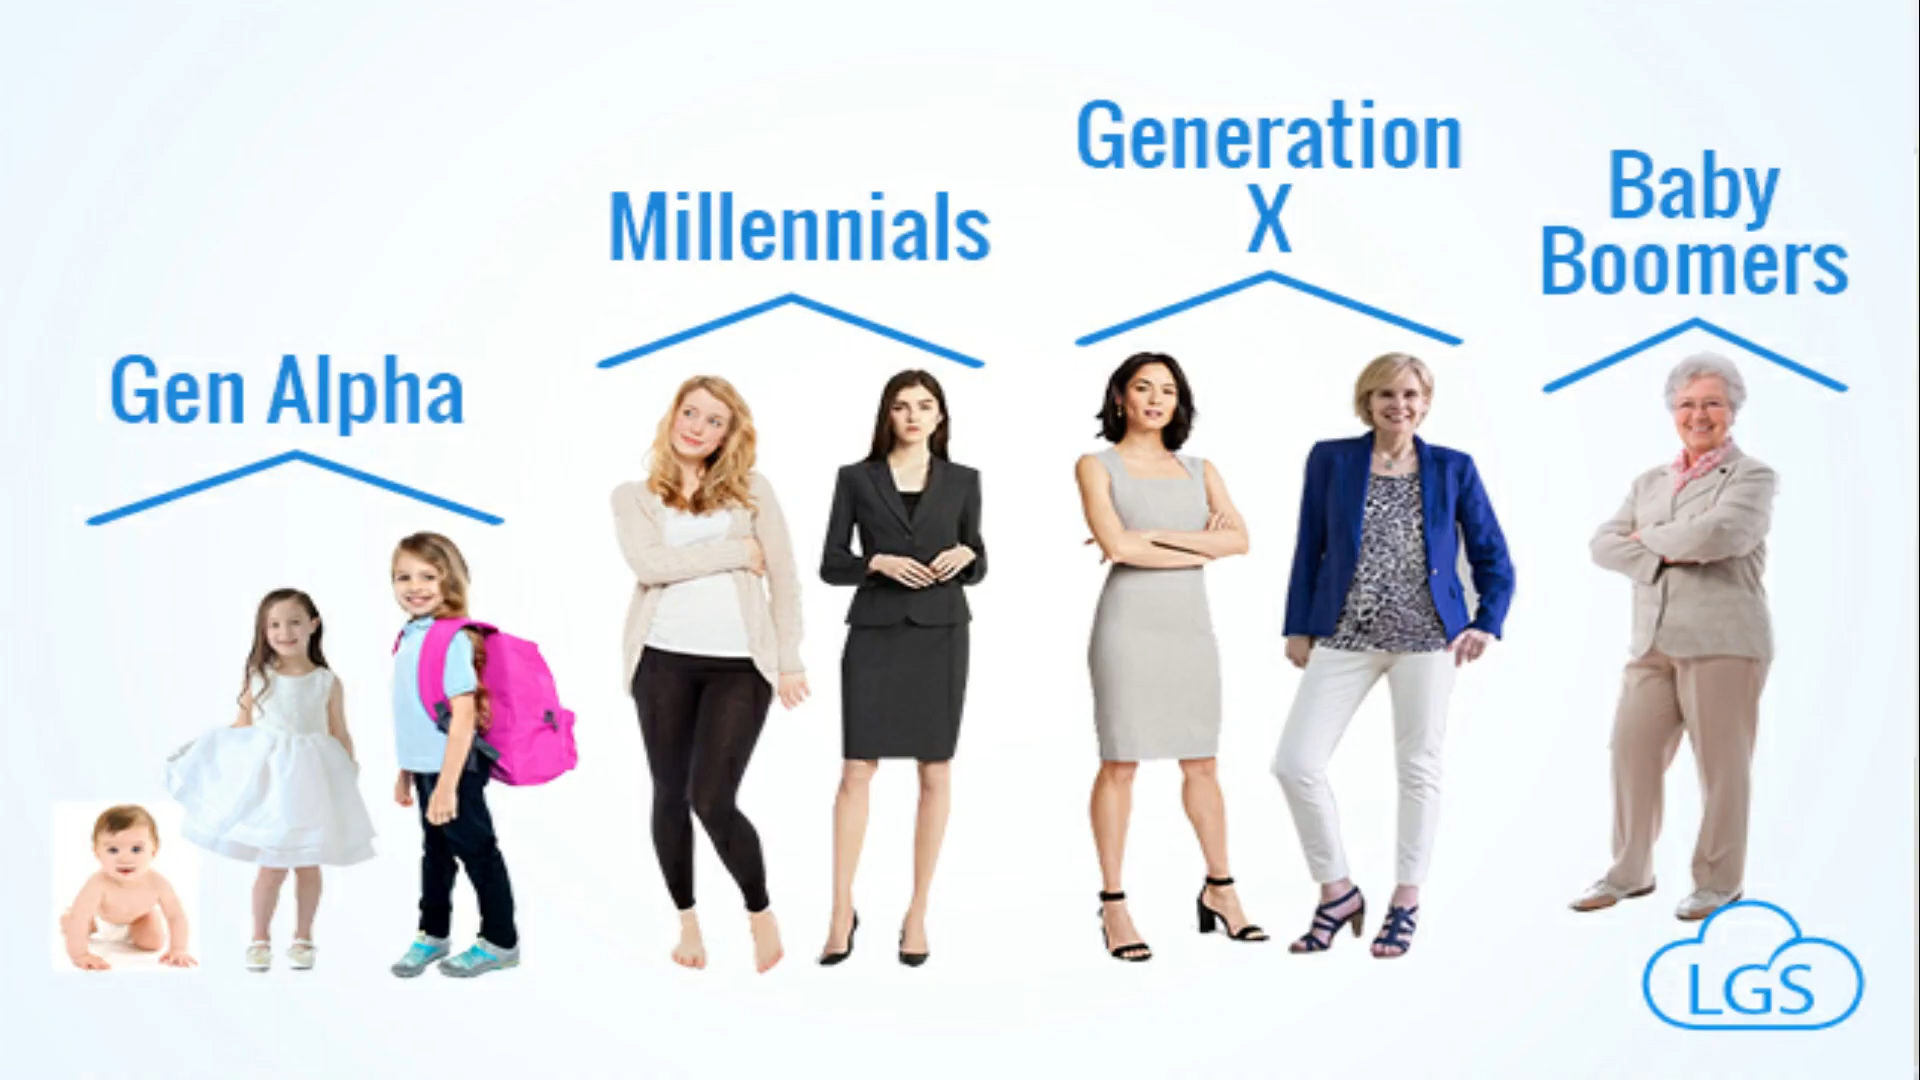 Gen Alpha
Millennials
Generation
X
Baby
Boomers
LGS